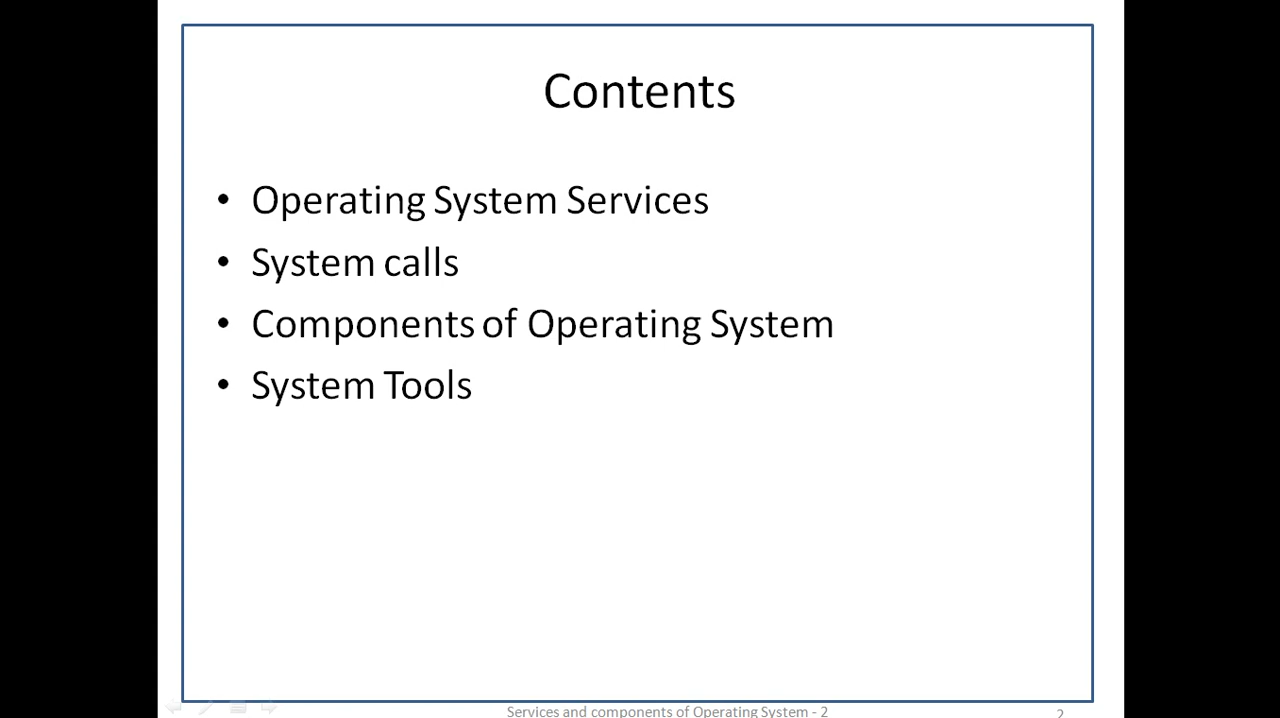 Contents
• Operating System Services
• System calls
• Components of Operating System
• System Tools
Services and components of Operating System - 2
2